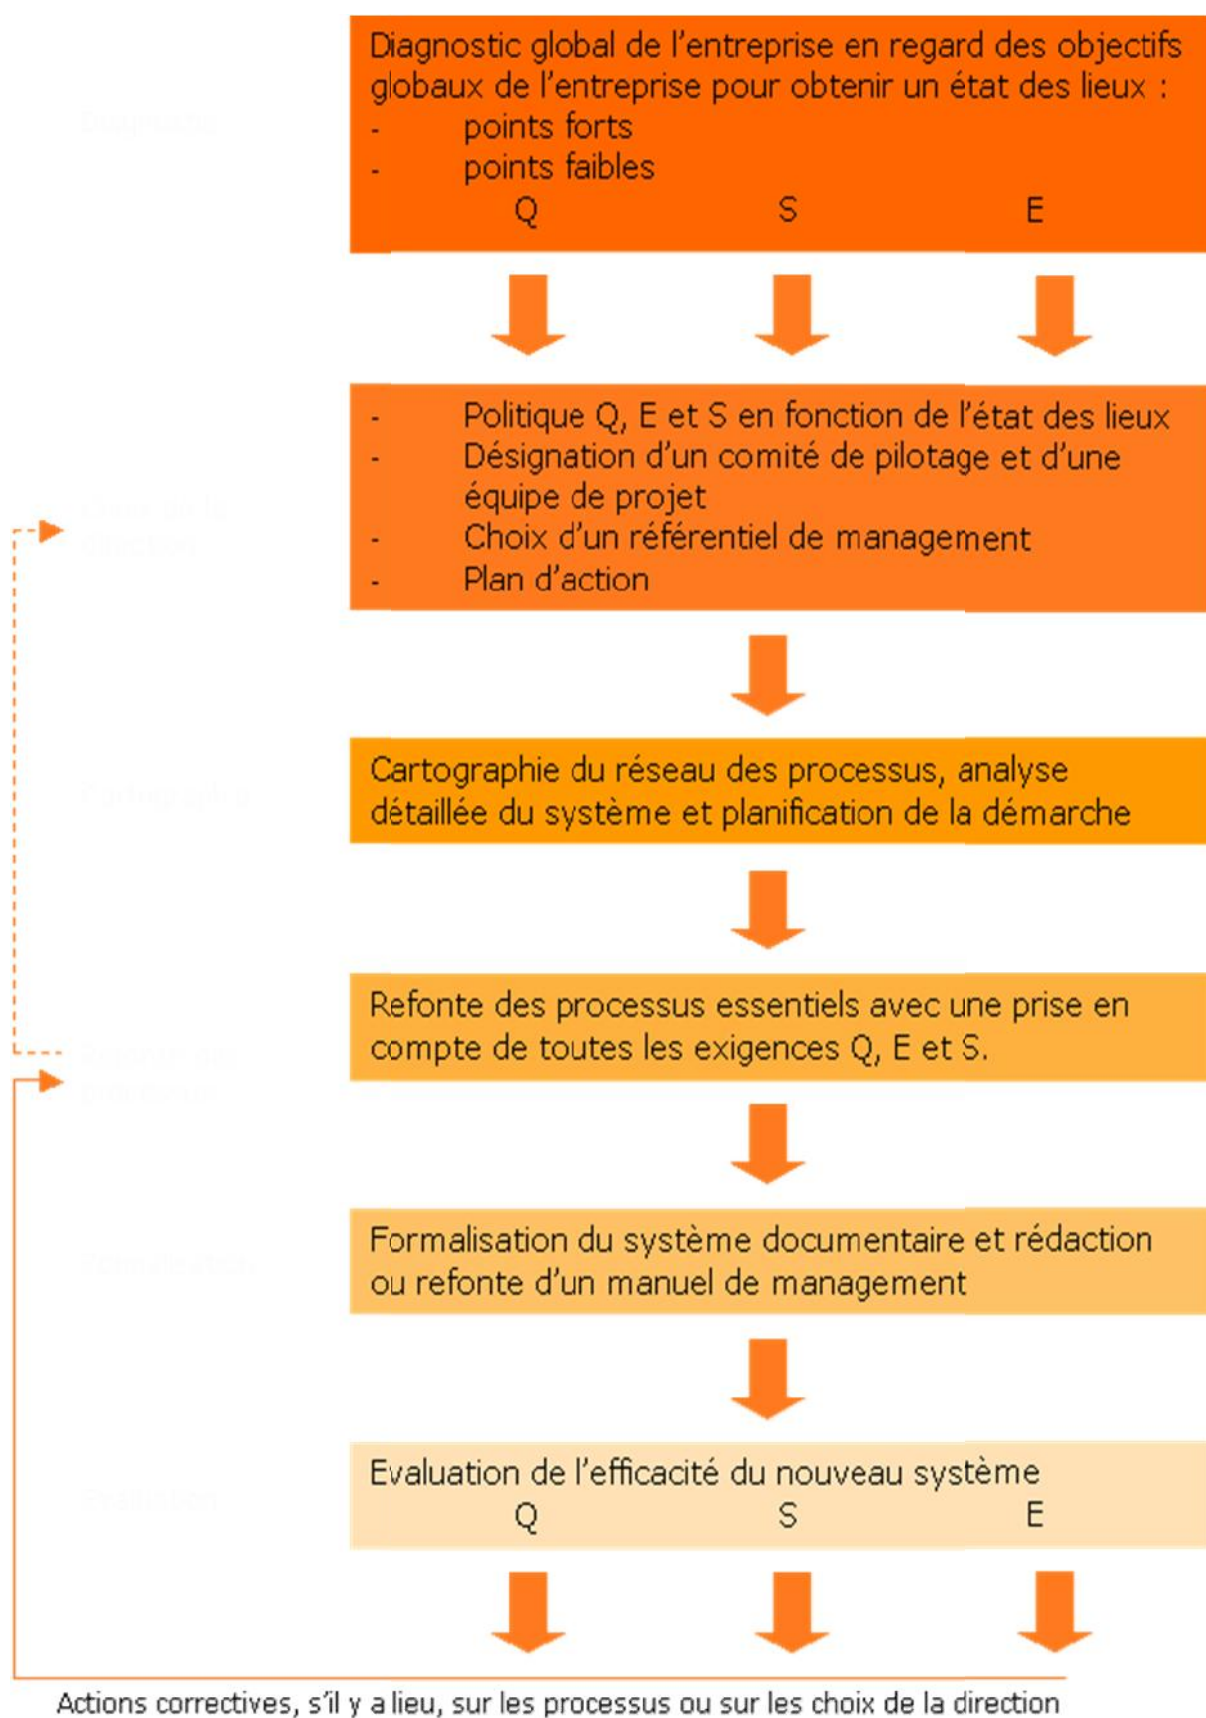 Diagnostic global de l'entreprise en regard des objectifs
globaux de l'entreprise pour obtenir un état des lieux :
- points forts
- points faibles
Q S E
- Politique Q, E et S en fonction de l'état des lieux
- Désignation d'un comité de pilotage et d'une
équipe de projet
- Choix d'un référentiel de management
- Plan d'action
Cartographie du réseau des processus, analyse
détaillée du système et planification de la démarche
Refonte des processus essentiels avec une prise en
compte de toutes les exigences Q, E et S.
Formalisation du système documentaire et rédaction
ou refonte d'un manuel de management
Evaluation de l'efficacité du nouveau système
Q S E
Actions correctives, s'il y a lieu, sur les processus ou sur les choix de la direction